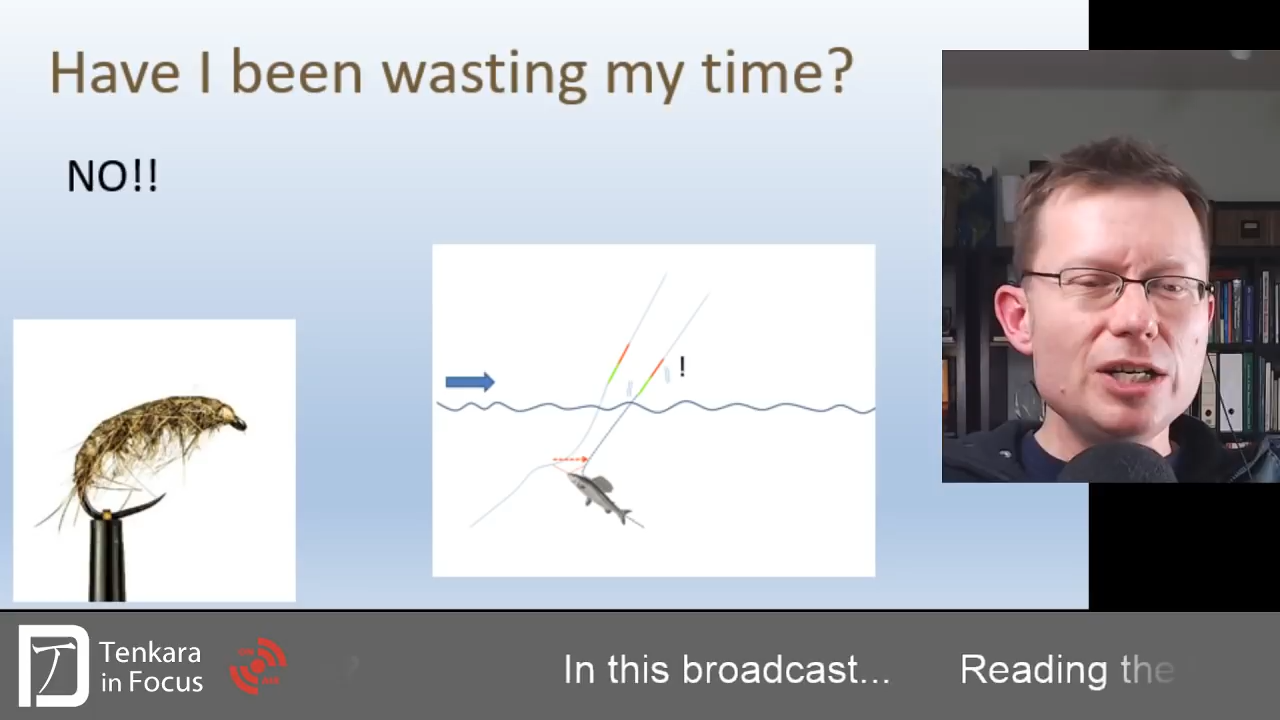 Have I been wasting my time?
NO!!
!
Tenkara
in Focus
In this broadcast... Reading the